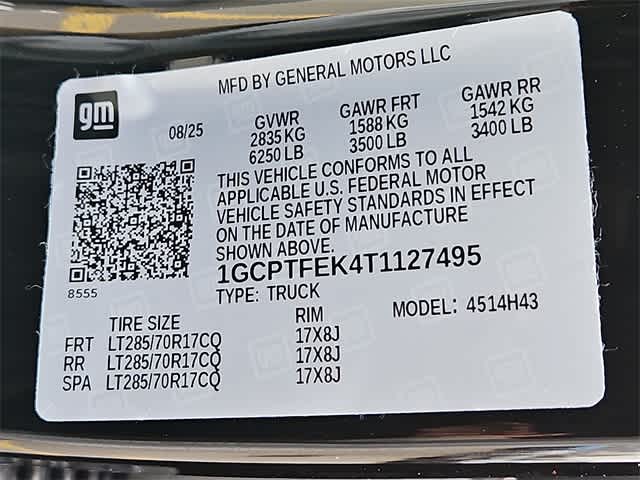 MFD BY GENERAL MOTORS LLC
gm
08/25
GVWR
2835 KG
6250 LB
GAWR FRT
1588 KG
3500 LB
GAWR RR
1542 KG
3400 LB
THIS VEHICLE CONFORMS TO ALL
APPLICABLE U.S. FEDERAL MOTOR
VEHICLE SAFETY STANDARDS IN EFFECT
ON THE DATE OF MANUFACTURE
SHOWN ABOVE.
8555
1GCPTFEK4T1127495
TYPE: TRUCK
MODEL: 4514H43
TIRE SIZE RIM
FRT LT285/70R17CQ 17X8J
RR LT285/70R17CQ 17X8J
SPA LT285/70R17CQ 17X8J